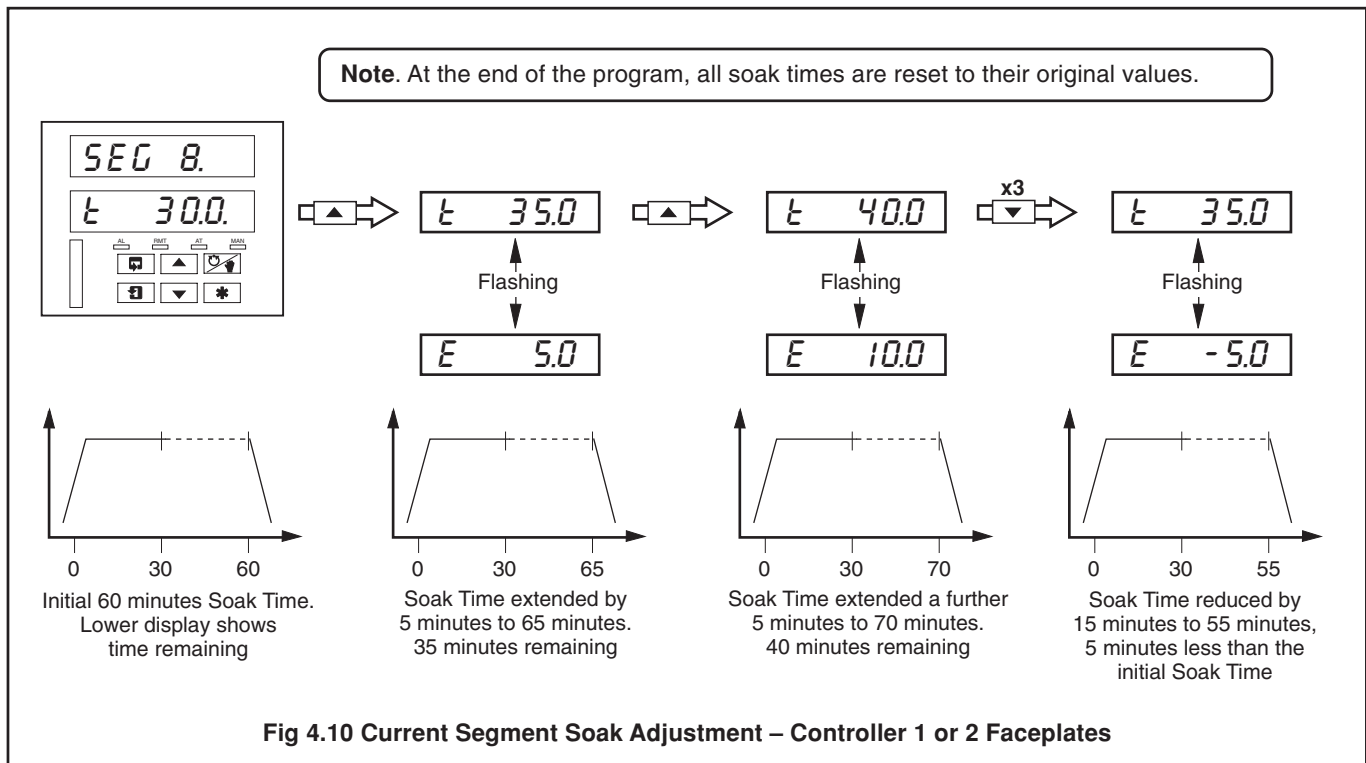 Note. At the end of the program, all soak times are reset to their original values.
SEG 8.
t 30.0.
AL RMT AT MAN
t 35.0
Flashing
E 5.0
t 40.0
Flashing
E 10.0
x3
t 35.0
Flashing
E -5.0
0 30 60
Initial 60 minutes Soak Time.
Lower display shows
time remaining
0 30 65
Soak Time extended by
5 minutes to 65 minutes.
35 minutes remaining
0 30 70
Soak Time extended a further
5 minutes to 70 minutes.
40 minutes remaining
0 30 55
Soak Time reduced by
15 minutes to 55 minutes,
5 minutes less than the
initial Soak Time
Fig 4.10 Current Segment Soak Adjustment – Controller 1 or 2 Faceplates